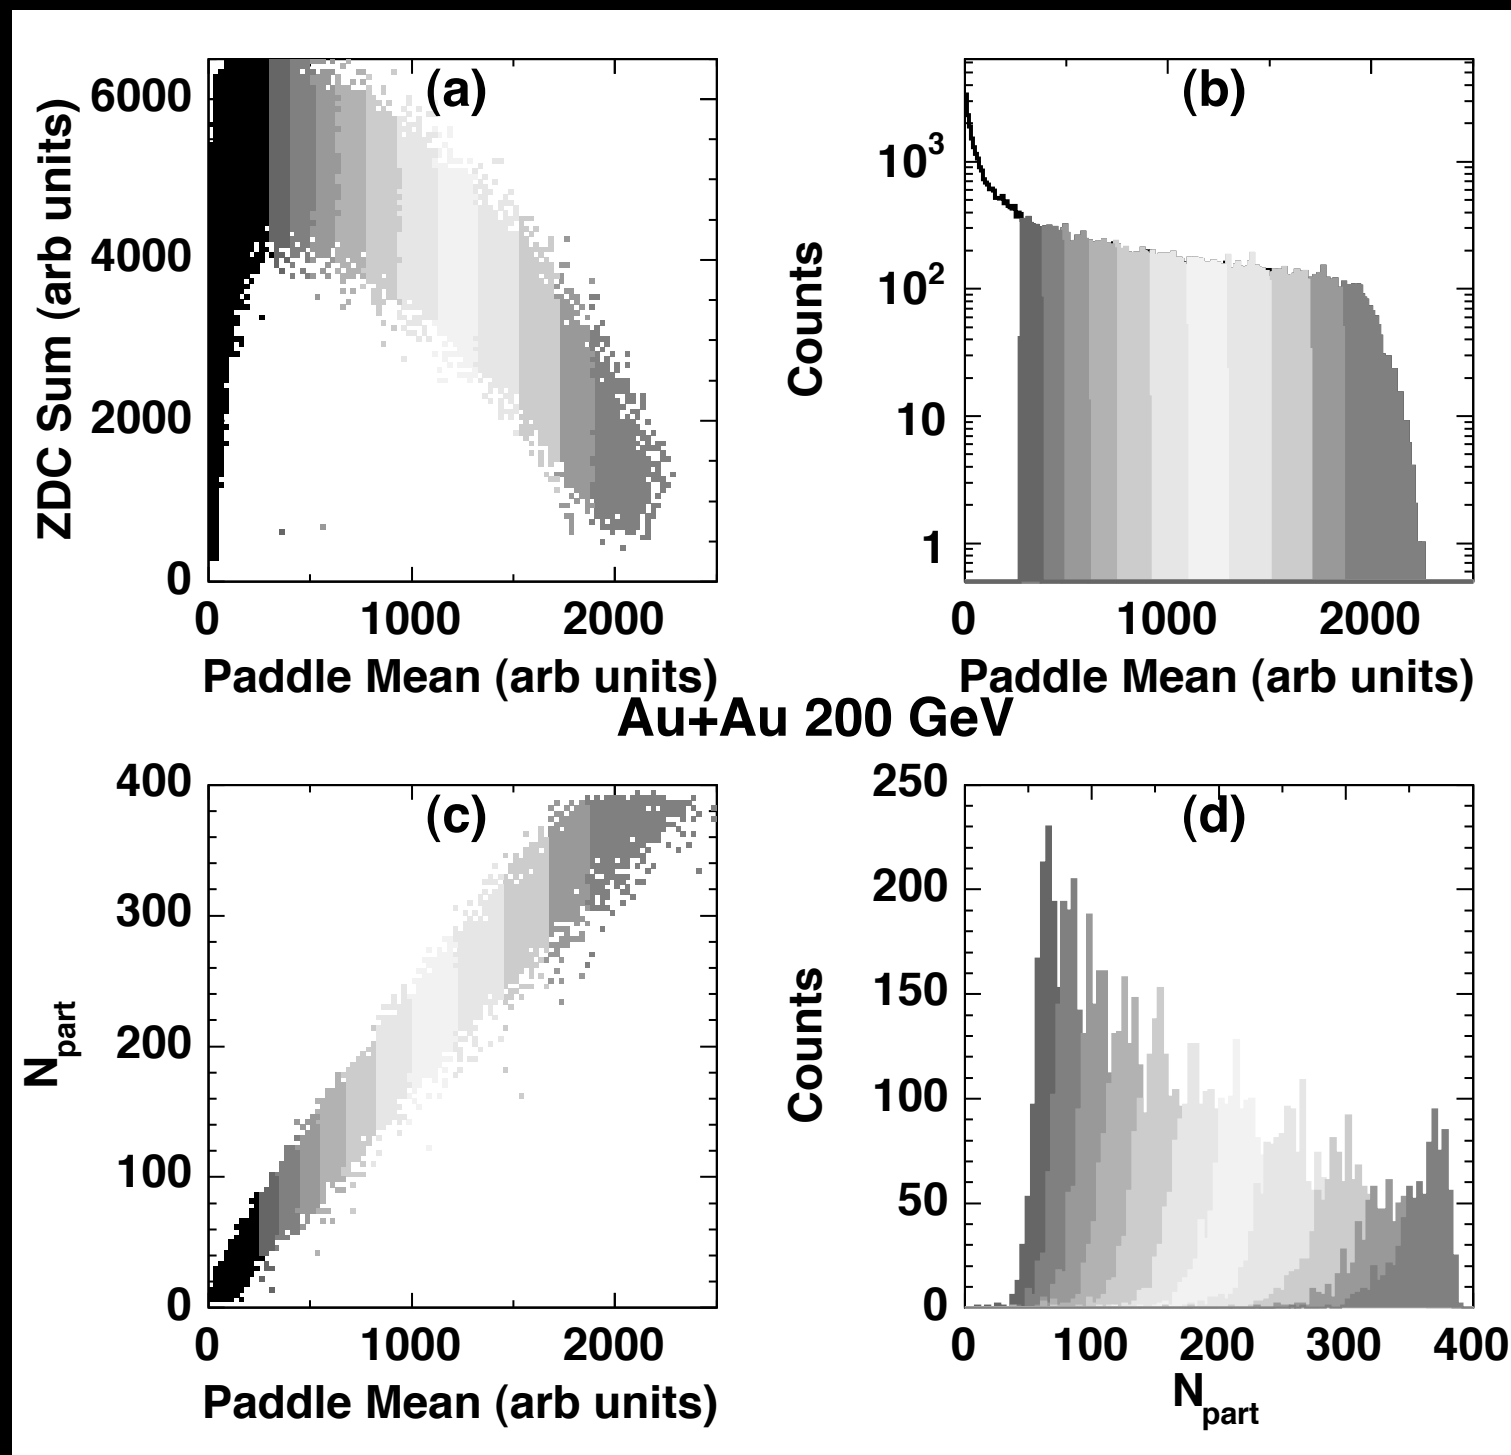 (a)
ZDC Sum (arb units)
6000
4000
2000
0
0 1000 2000
Paddle Mean (arb units)
(b)
Counts
10³
10²
10
1
0 1000 2000
Paddle Mean (arb units)
Au+Au 200 GeV
(c)
N_part
400
300
200
100
0
0 1000 2000
Paddle Mean (arb units)
(d)
Counts
250
200
150
100
50
0
0 100 200 300 400
N_part